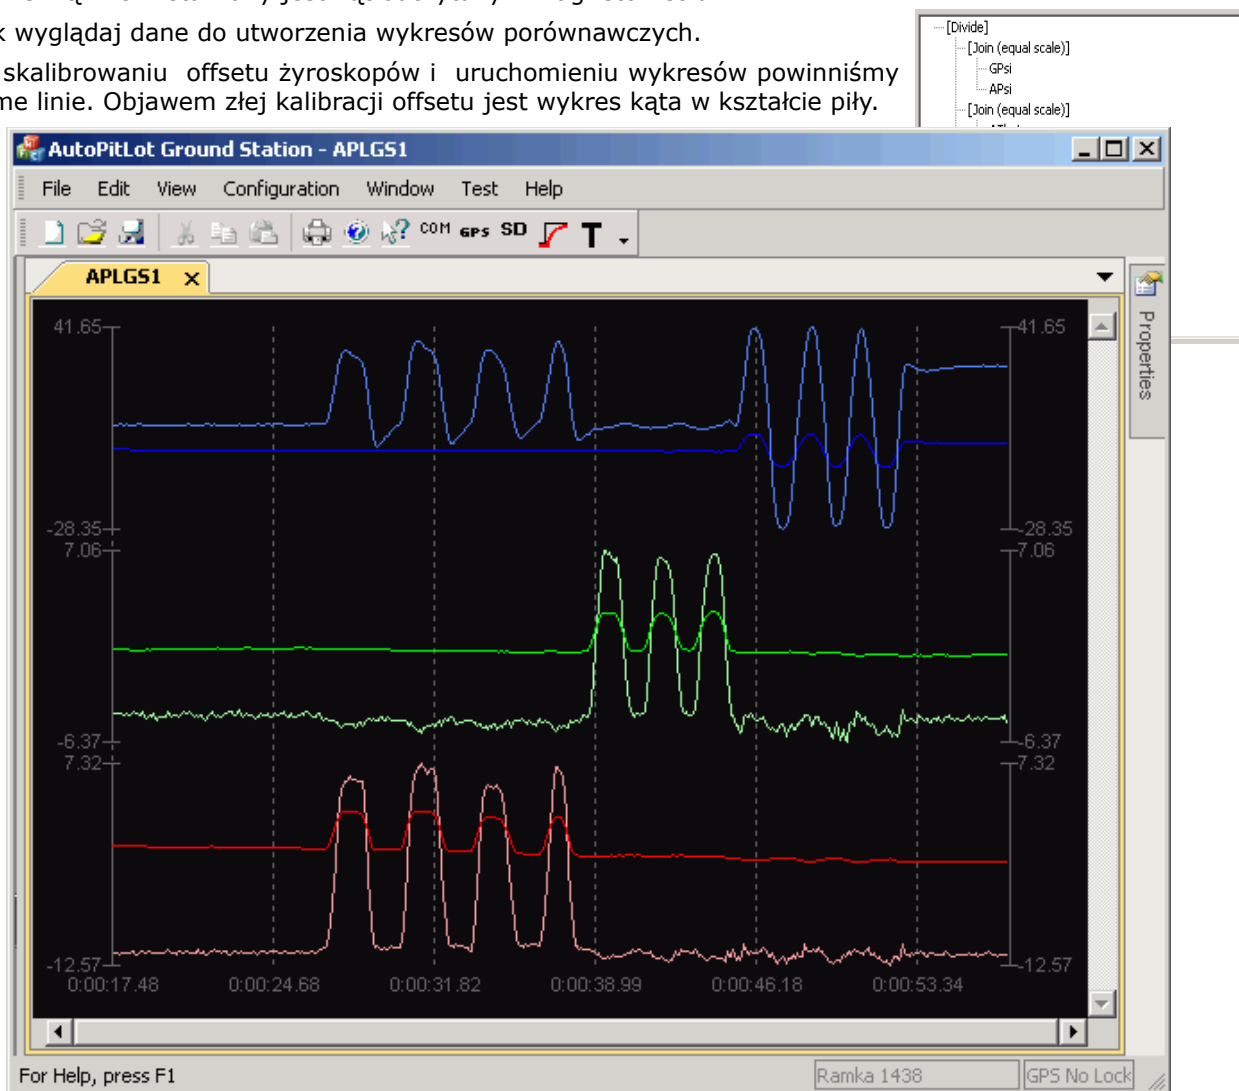 k wyglądaj dane do utworzenia wykresów porównawczych.
skalibrowaniu offsetu żyroskopów i uruchomieniu wykresów powinniśmy
me linie. Objawem złej kalibracji offsetu jest wykres kąta w kształcie piły.
[Divide]
[Join (equal scale)]
GPsi
APsi
[Join (equal scale)]
AutoPitLot Ground Station - APLGS1
File Edit View Configuration Window Test Help
COM GPS SD T
APLGS1 x
Properties
41.65 41.65
-28.35 -28.35
7.06 7.06
-6.37 -6.37
7.32 7.32
-12.57 -12.57
0:00:17.48 0:00:24.68 0:00:31.82 0:00:38.99 0:00:46.18 0:00:53.34
For Help, press F1 Ramka 1438 GPS No Lock